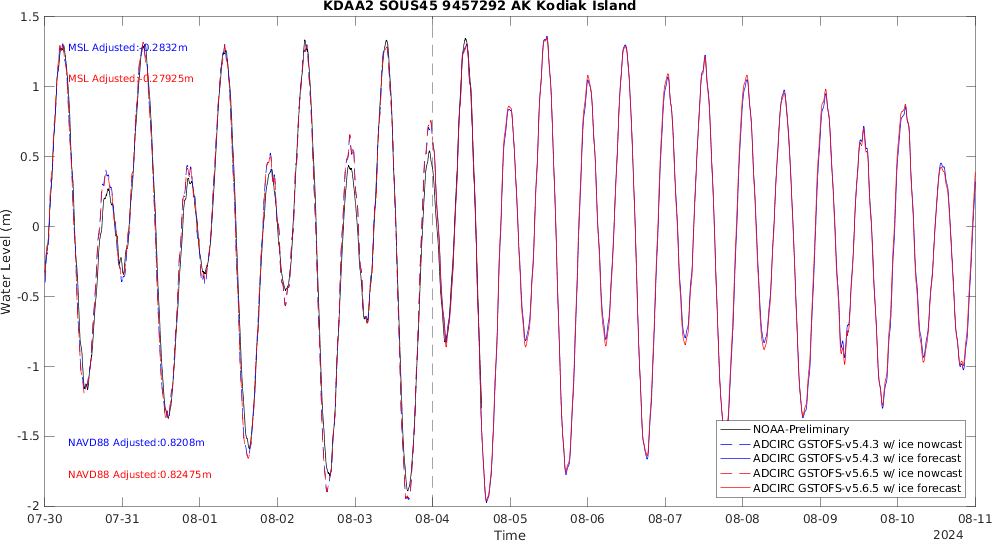 KDAA2 SOUS45 9457292 AK Kodiak Island
1.5
MSL Adjusted:-0.2832m
1
MSL Adjusted:-0.27925m
0.5
0
Water Level (m)
-0.5
-1
-1.5
NAVD88 Adjusted:0.8208m
NAVD88 Adjusted:0.82475m
-2
NOAA-Preliminary
ADCIRC GSTOFS-v5.4.3 w/ ice nowcast
ADCIRC GSTOFS-v5.4.3 w/ ice forecast
ADCIRC GSTOFS-v5.6.5 w/ ice nowcast
ADCIRC GSTOFS-v5.6.5 w/ ice forecast
07-30 07-31 08-01 08-02 08-03 08-04 08-05 08-06 08-07 08-08 08-09 08-10 08-11
Time
2024